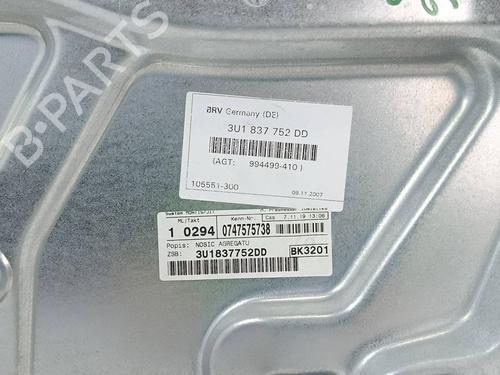 B-Parts
BRV Germany (DE)
3U1 837 752 DD
(AGT: 994499-410 )
105551-300
09.11.2007
ML/Takt
Kenn-Nr.
Cas
7.11.19 13:06
1 0294
0747575738
Popis: NOSIC AGREGATU
ZSB: 3U1837752DD
BK3201